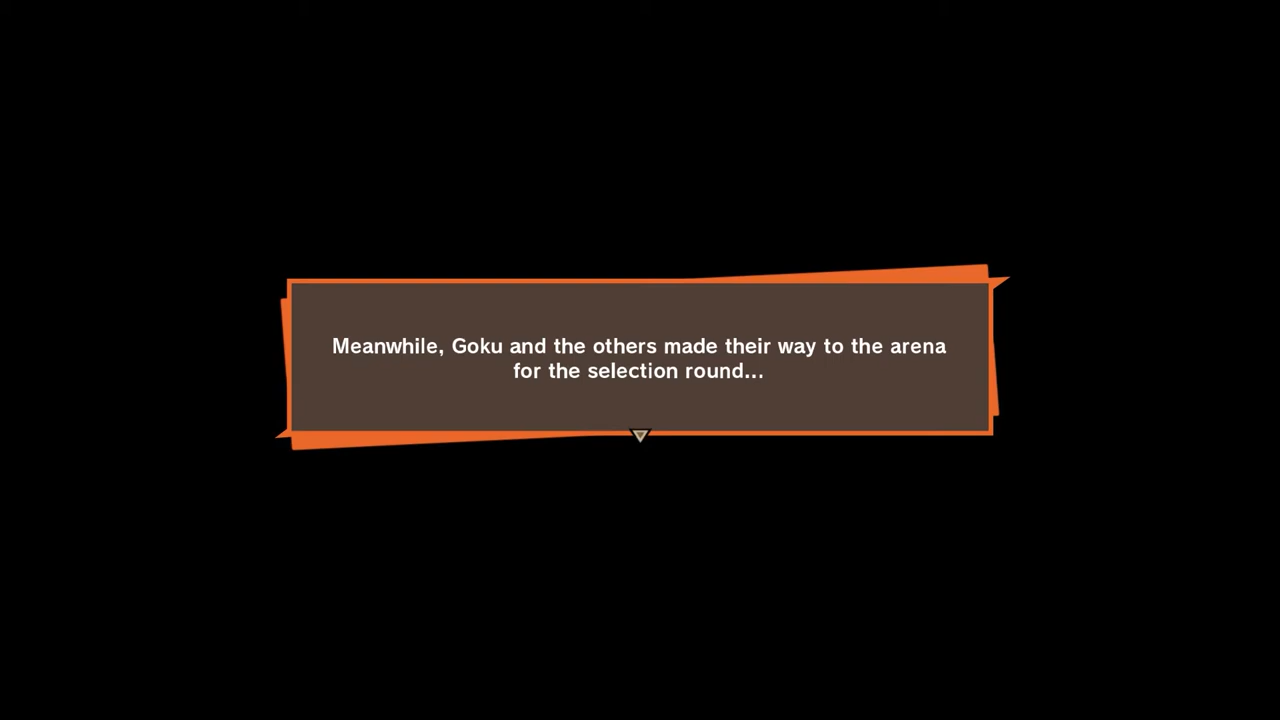 Meanwhile, Goku and the others made their way to the arena
for the selection round...